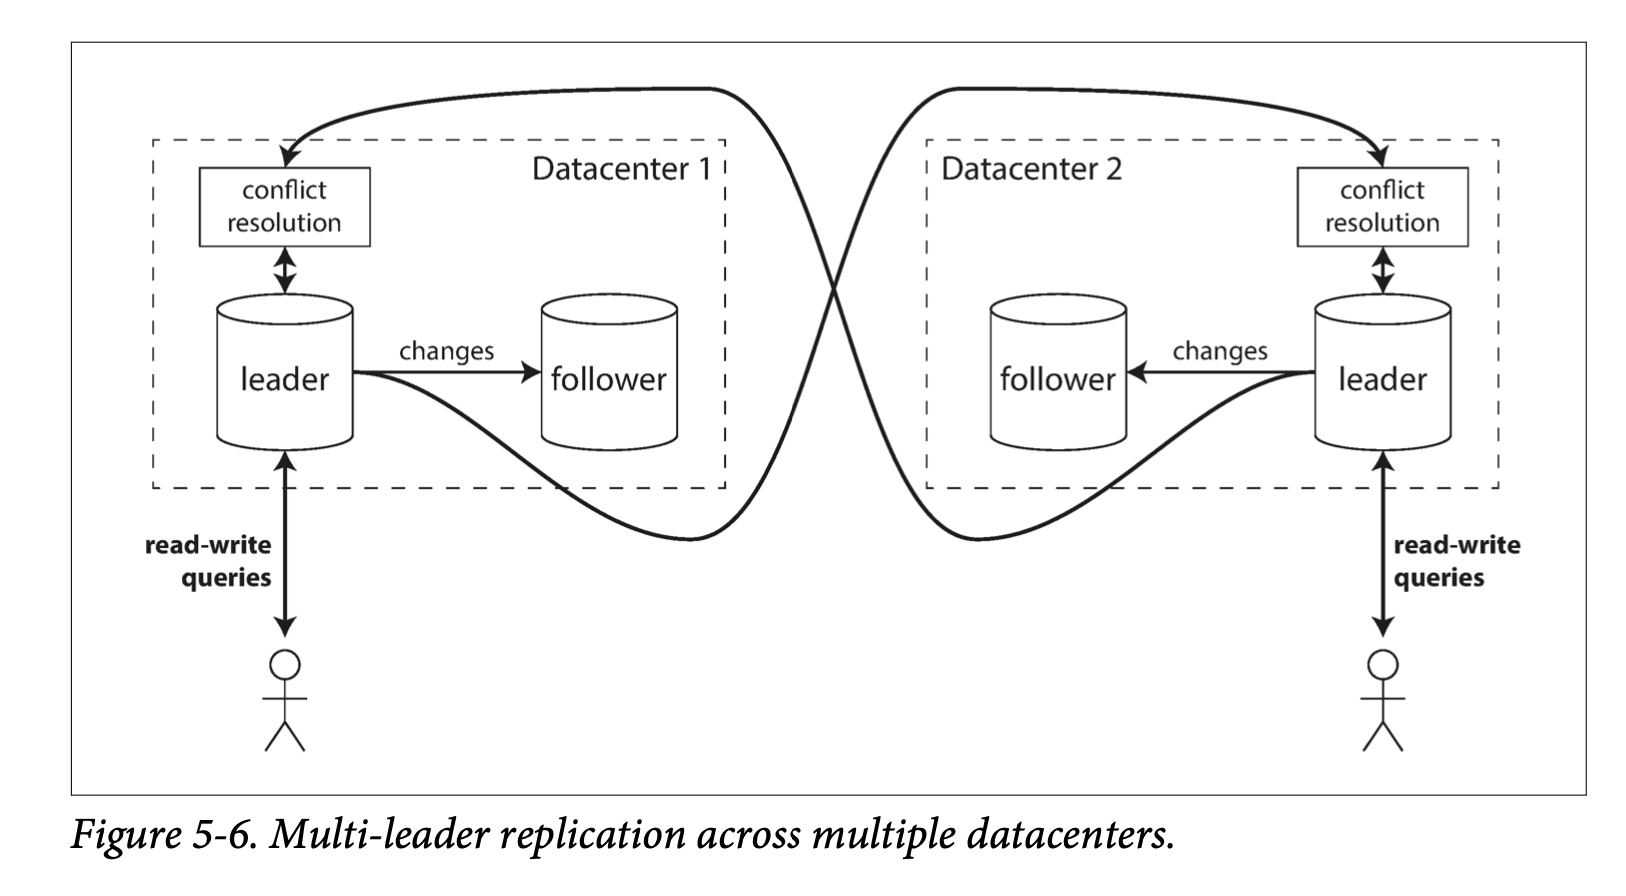 Datacenter 1
conflict
resolution
leader
changes
follower
read-write
queries
Datacenter 2
conflict
resolution
follower
changes
leader
read-write
queries
Figure 5-6. Multi-leader replication across multiple datacenters.